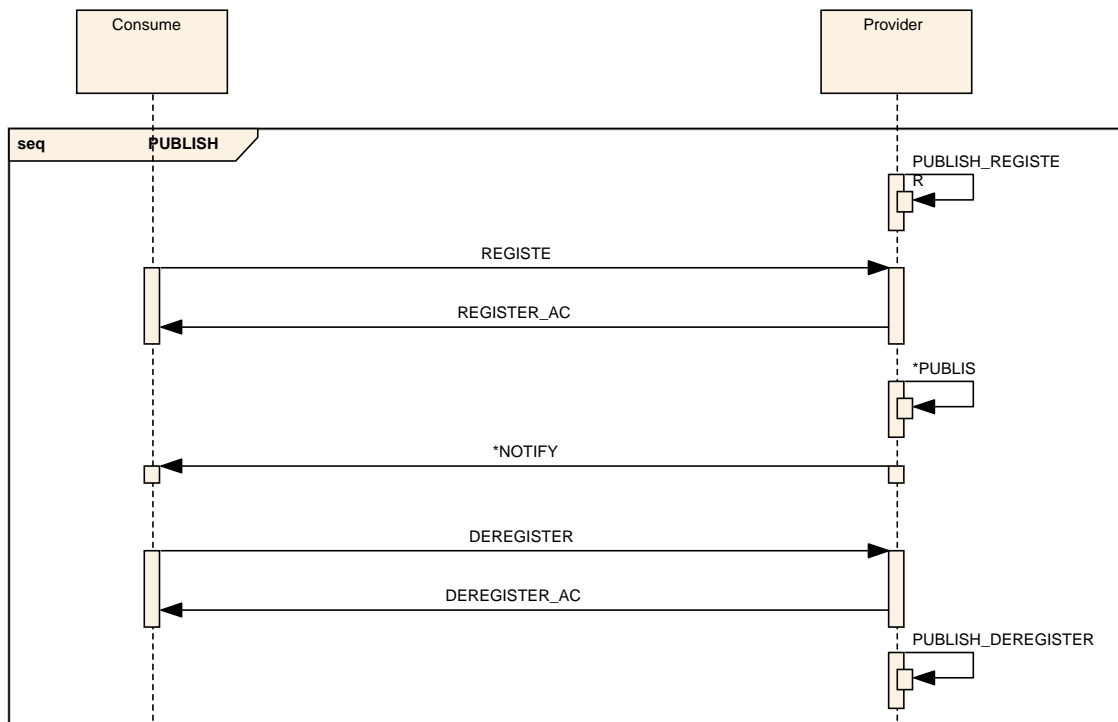 Consume
Provider
seq PUBLISH
PUBLISH_REGISTE
R
REGISTE
REGISTER_AC
*PUBLIS
*NOTIFY
DEREGISTER
DEREGISTER_AC
PUBLISH_DEREGISTER